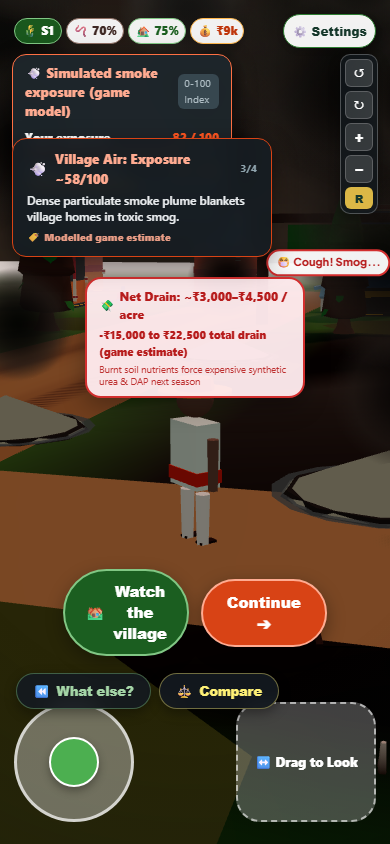 S1 70% 75% ₹9k Settings
Simulated smoke
exposure (game
model)
0-100
Index
Your exposure 82 / 100
Village Air: Exposure
~58/100
3/4
Dense particulate smoke plume blankets
village homes in toxic smog.
Modelled game estimate
R
Cough! Smog...
Net Drain: ~₹3,000–₹4,500 /
acre
-₹15,000 to ₹22,500 total drain
(game estimate)
Burnt soil nutrients force expensive synthetic
urea & DAP next season
Watch
the
village
Continue
→
What else? Compare
Drag to Look